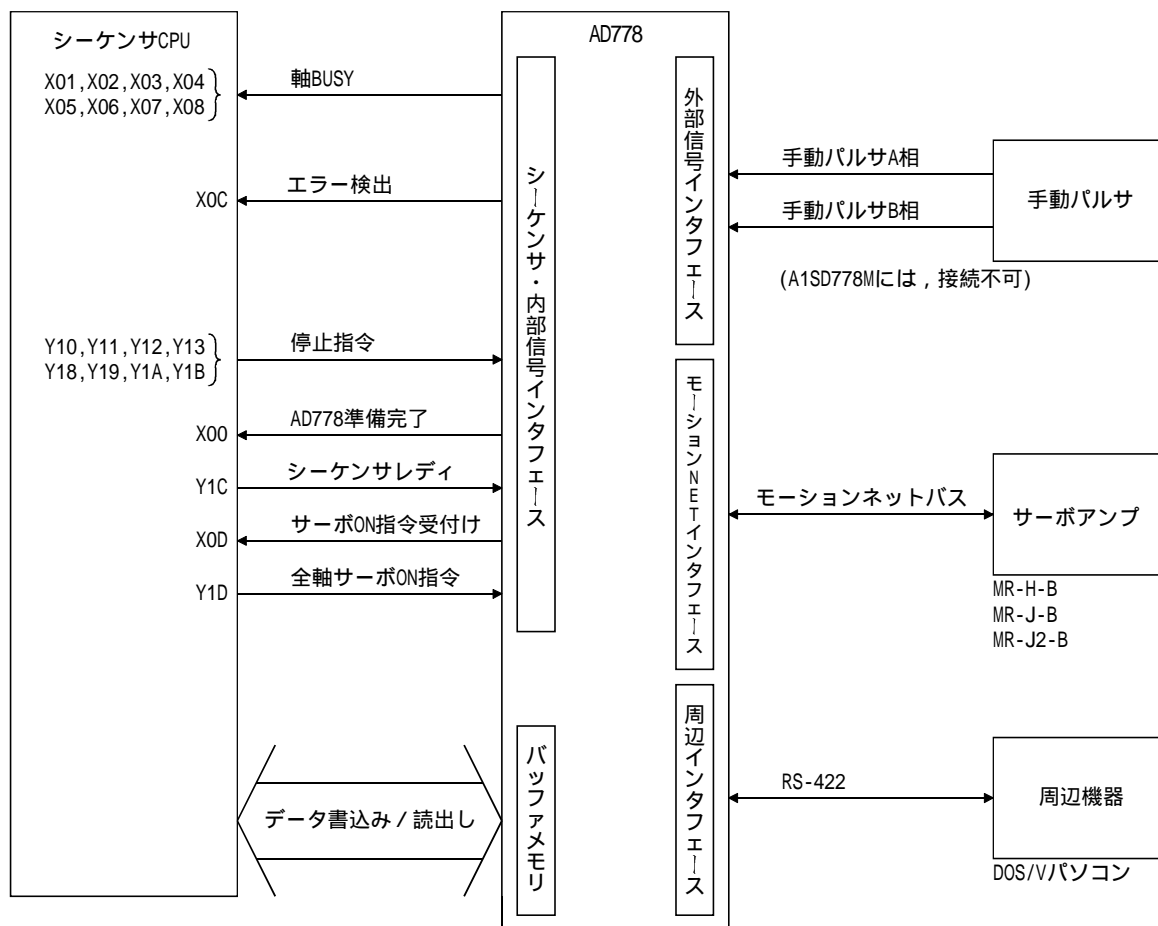 シーケンサCPU
X01,X02,X03,X04
X05,X06,X07,X08
軸BUSY
X0C
エラー検出
Y10,Y11,Y12,Y13
Y18,Y19,Y1A,Y1B
停止指令
X00
AD778準備完了
Y1C
シーケンサレディ
X0D
サーボON指令受付け
Y1D
全軸サーボON指令
データ書込み / 読出し
AD778
シーケンサ・内部信号インタフェース
バッファメモリ
外部信号インタフェース
モーションNETインタフェース
周辺インタフェース
手動パルサA相
手動パルサB相
手動パルサ
(A1SD778Mには，接続不可)
モーションネットバス
サーボアンプ
MR-H-B
MR-J-B
MR-J2-B
RS-422
周辺機器
DOS/Vパソコン